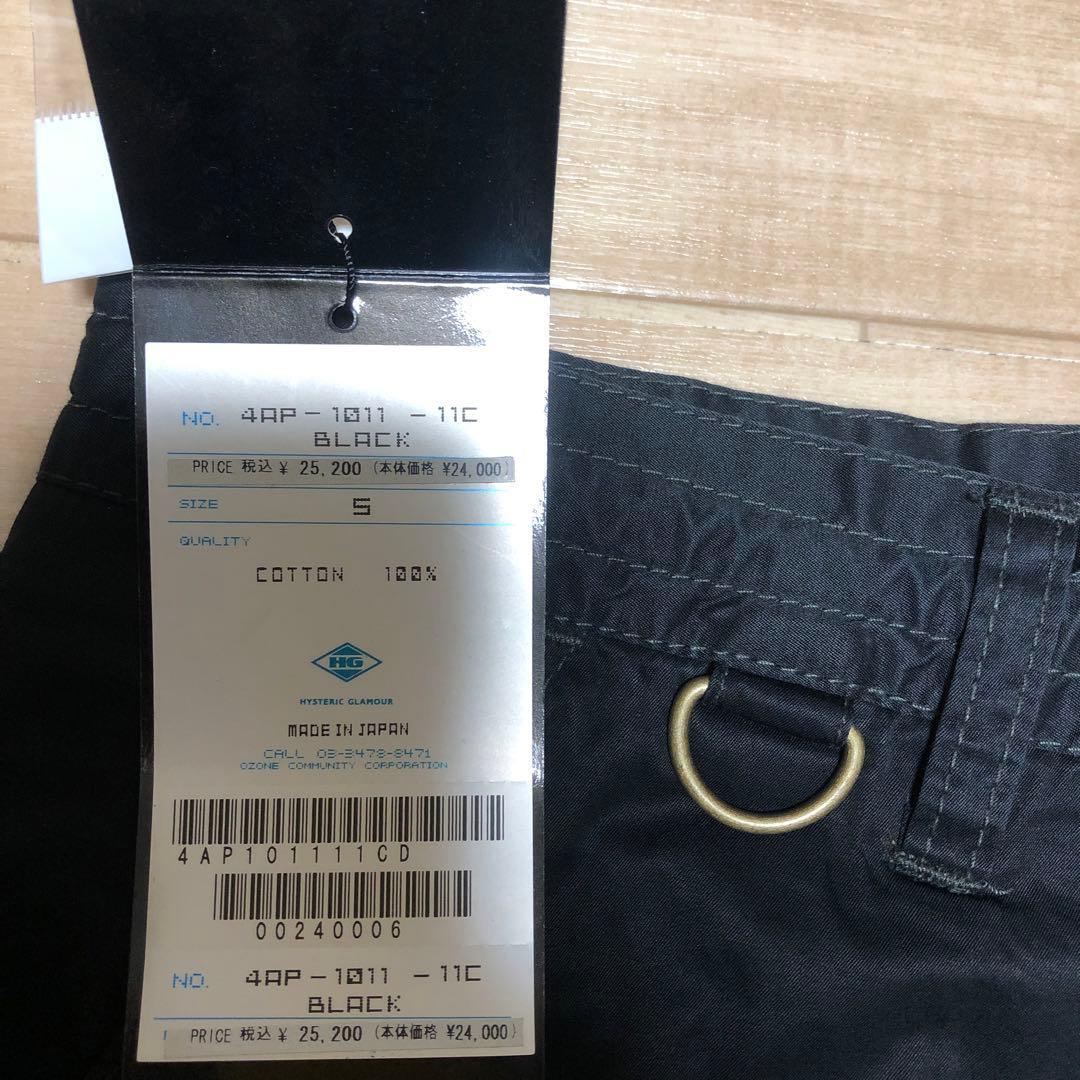 NO. 4AP-1011 -11C
BLACK
PRICE 税込 ¥ 25,200 (本体価格 ¥24,000)
SIZE S
QUALITY
COTTON 100%
HG
HYSTERIC GLAMOUR
MADE IN JAPAN
CALL 03-3478-8471
OZONE COMMUNITY CORPORATION
4AP101111CD
00240006
NO. 4AP-1011 -11C
BLACK
PRICE 税込 ¥ 25,200 (本体価格 ¥24,000)